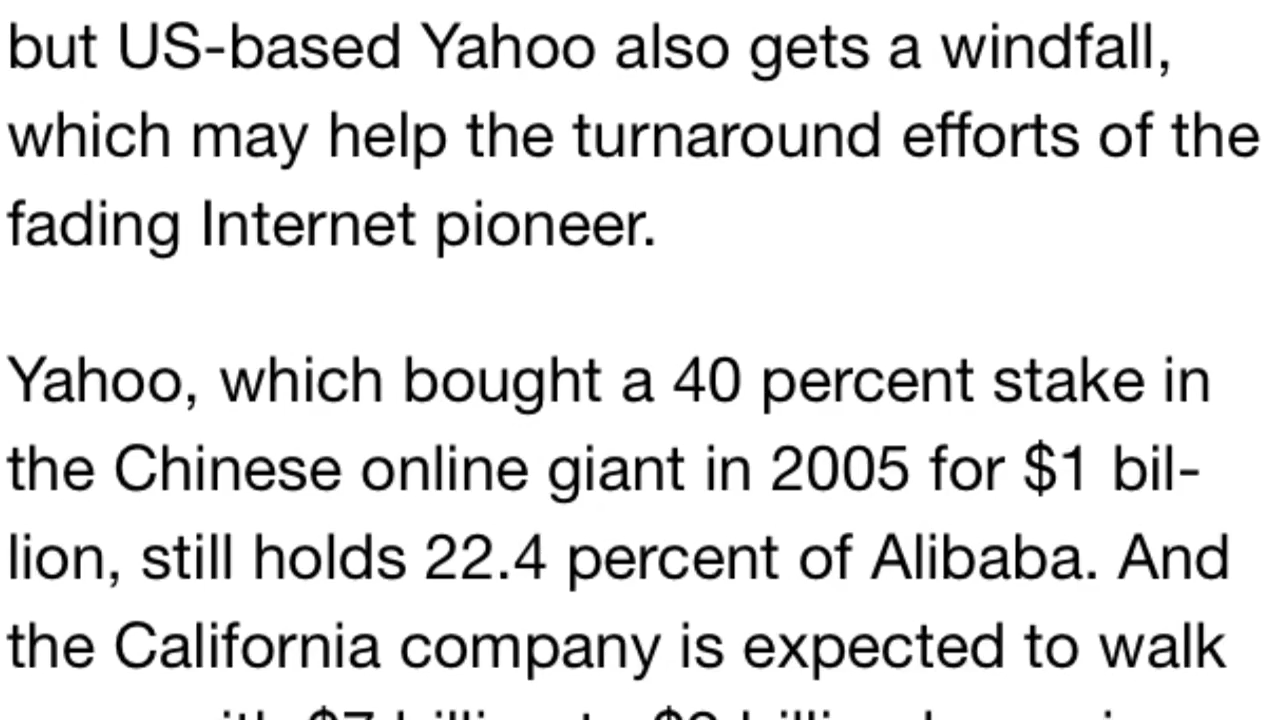 but US-based Yahoo also gets a windfall,
which may help the turnaround efforts of the
fading Internet pioneer.
Yahoo, which bought a 40 percent stake in
the Chinese online giant in 2005 for $1 bil-
lion, still holds 22.4 percent of Alibaba. And
the California company is expected to walk